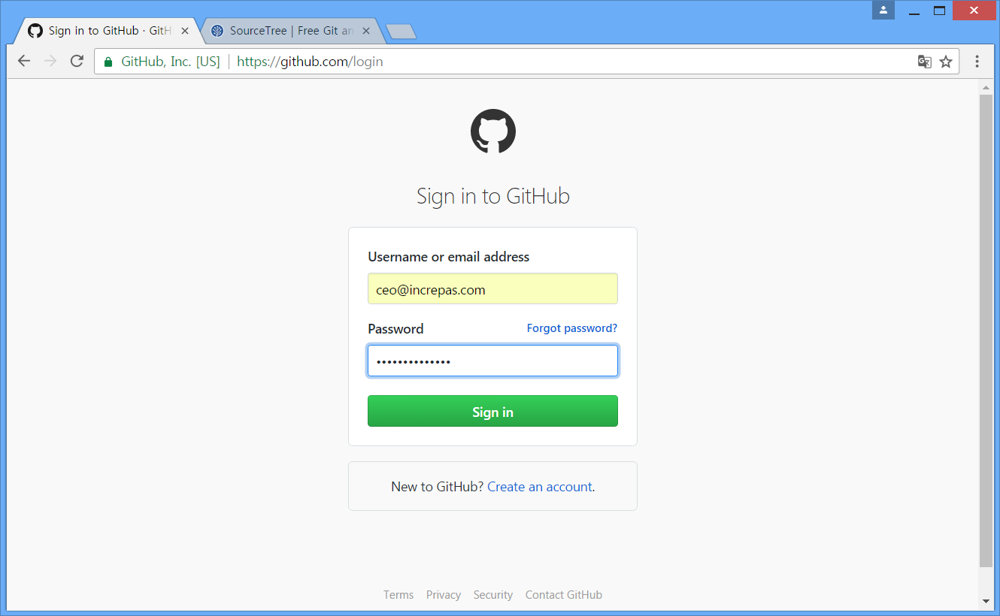 Sign in to GitHub · GitH
SourceTree | Free Git an
GitHub, Inc. [US] https://github.com/login
Sign in to GitHub
Username or email address
ceo@increpas.com
Password Forgot password?
••••••••••••••
Sign in
New to GitHub? Create an account.
Terms Privacy Security Contact GitHub